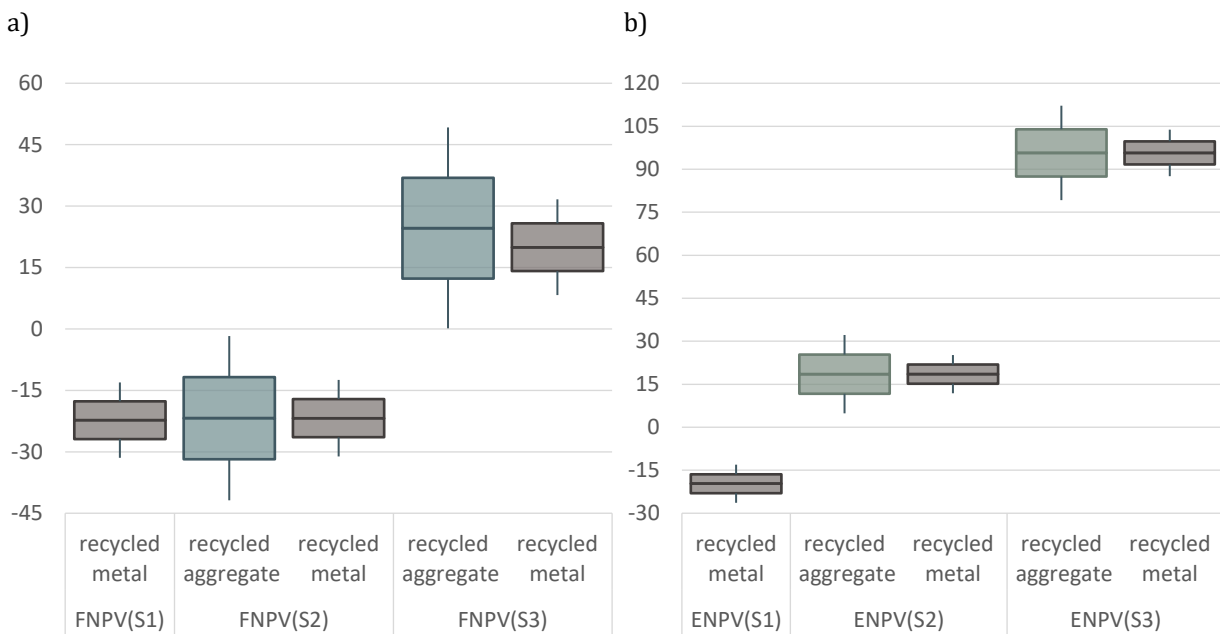 a)
60
45
30
15
0
-15
-30
-45
recycled metal
recycled aggregate
recycled metal
recycled aggregate
recycled metal
FNPV(S1)
FNPV(S2)
FNPV(S3)
b)
120
105
90
75
60
45
30
15
0
-15
-30
recycled metal
recycled aggregate
recycled metal
recycled aggregate
recycled metal
ENPV(S1)
ENPV(S2)
ENPV(S3)